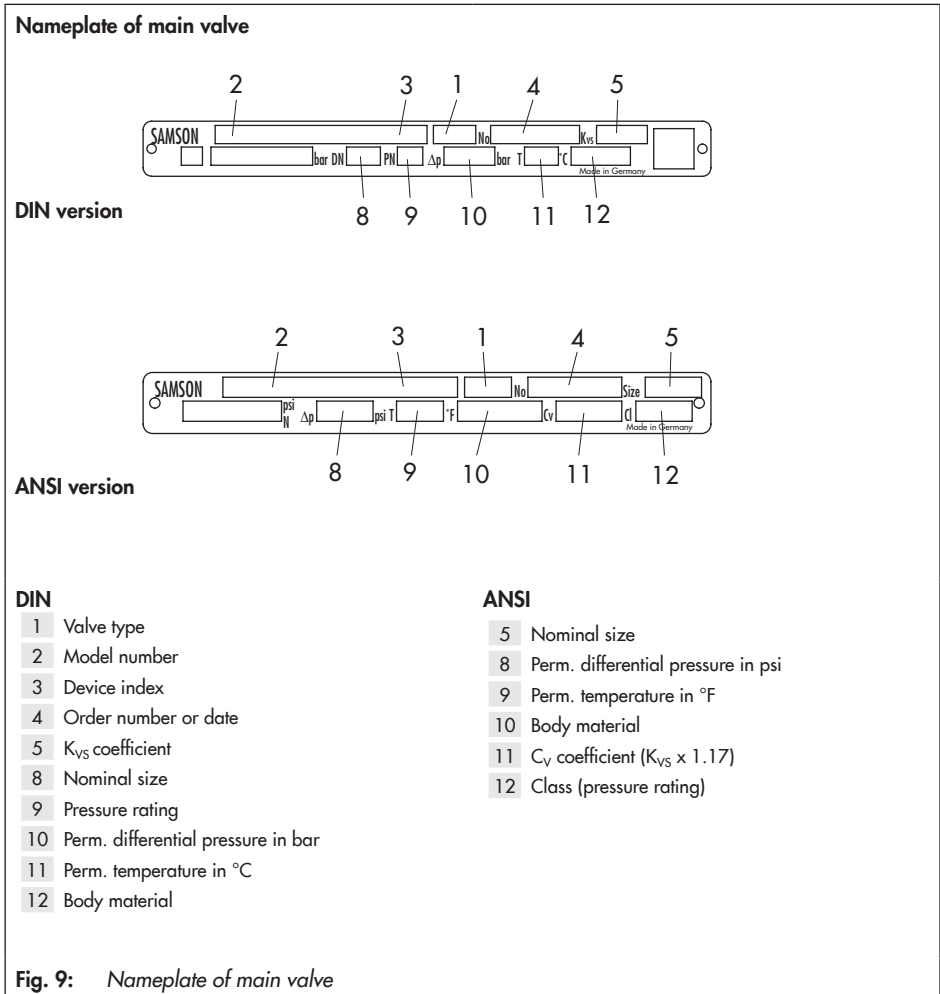 Nameplate of main valve
2 3 1 4 5
SAMSON No Kvs
bar DN PN Δp bar T °C
Made in Germany
DIN version
8 9 10 11 12
2 3 1 4 5
SAMSON No Size
psi N Δp psi T °F Cv Cl
Made in Germany
8 9 10 11 12
ANSI version
DIN
1 Valve type
2 Model number
3 Device index
4 Order number or date
5 KVS coefficient
8 Nominal size
9 Pressure rating
10 Perm. differential pressure in bar
11 Perm. temperature in °C
12 Body material
ANSI
5 Nominal size
8 Perm. differential pressure in psi
9 Perm. temperature in °F
10 Body material
11 CV coefficient (KVS x 1.17)
12 Class (pressure rating)
Fig. 9: Nameplate of main valve